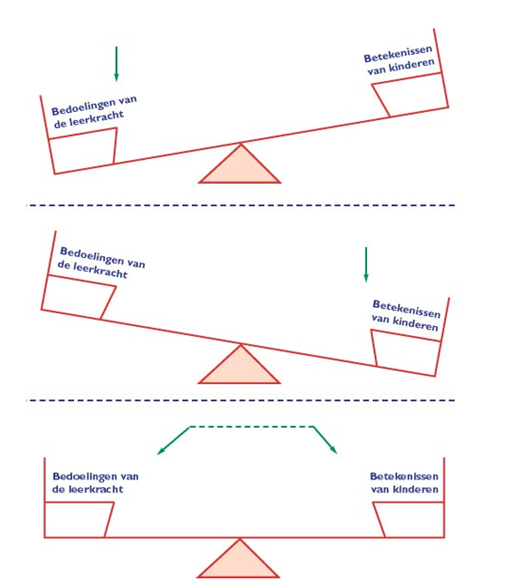 Bedoelingen van
de leerkracht
Betekenissen
van kinderen
Bedoelingen van
de leerkracht
Betekenissen
van kinderen
Bedoelingen van
de leerkracht
Betekenissen
van kinderen